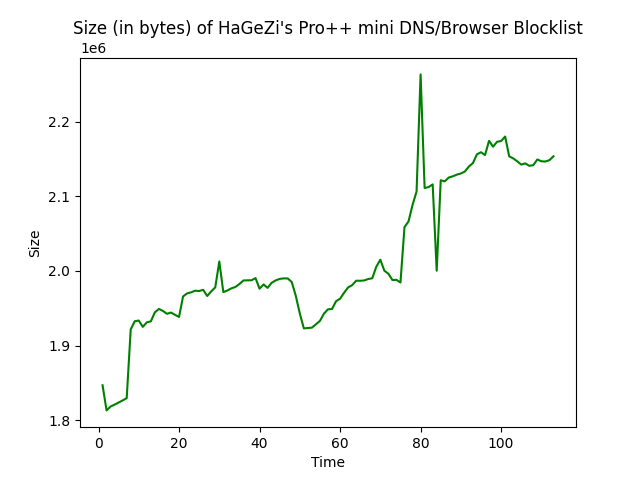 Size (in bytes) of HaGeZi's Pro++ mini DNS/Browser Blocklist
1e6
2.2
2.1
2.0
1.9
1.8
Size
0 20 40 60 80 100
Time